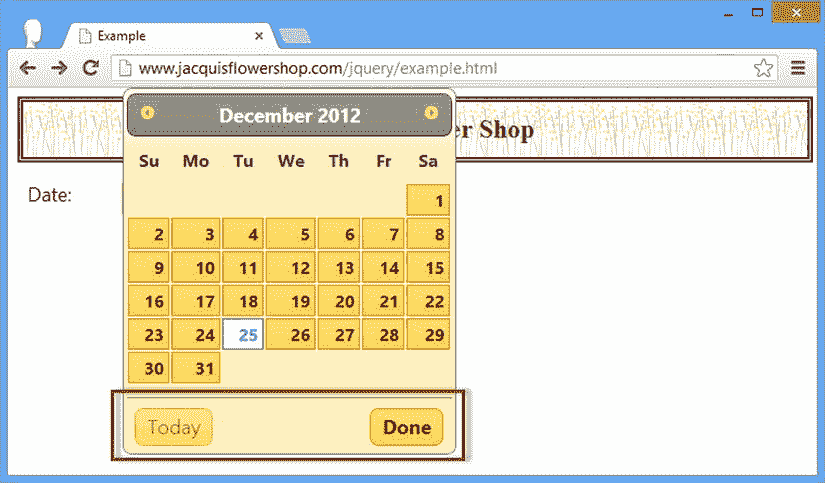 Example
www.jacquisflowershop.com/jquery/example.html
December 2012
er Shop
Su Mo Tu We Th Fr Sa
Date:
1
2 3 4 5 6 7 8
9 10 11 12 13 14 15
16 17 18 19 20 21 22
23 24 25 26 27 28 29
30 31
Today Done